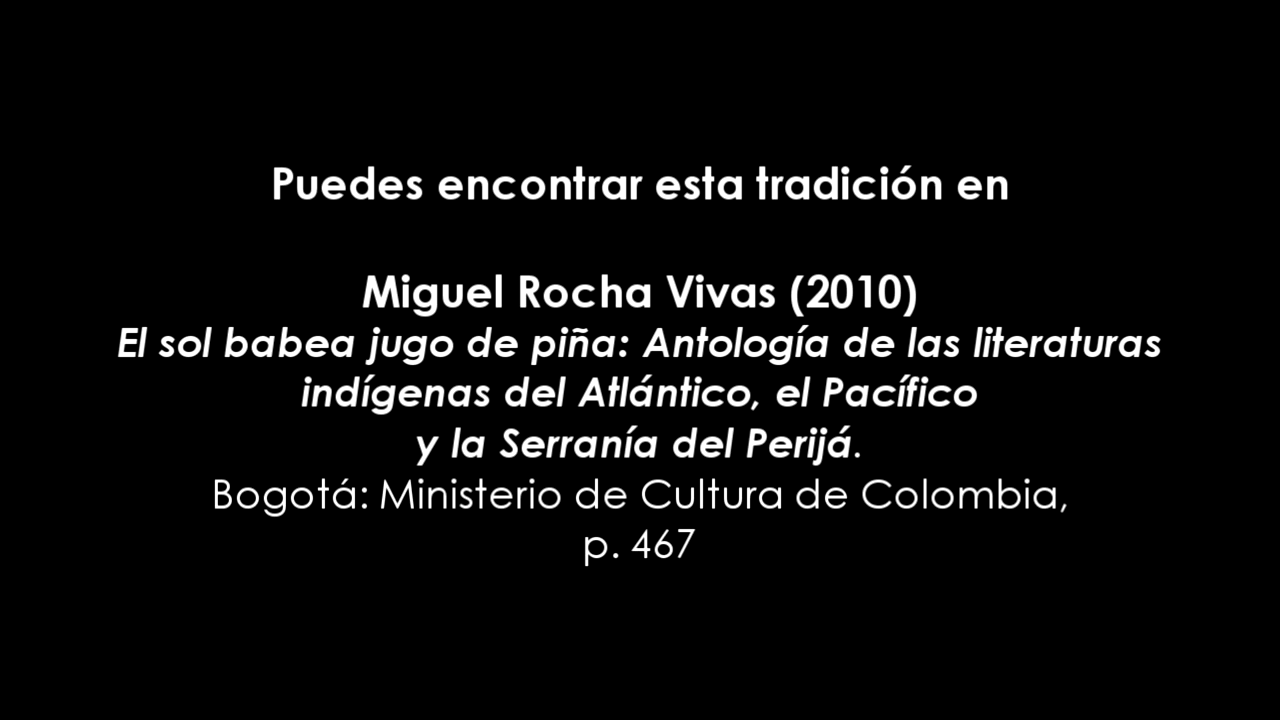 Puedes encontrar esta tradición en
Miguel Rocha Vivas (2010)
El sol babea jugo de piña: Antología de las literaturas
indígenas del Atlántico, el Pacífico
y la Serranía del Perijá.
Bogotá: Ministerio de Cultura de Colombia,
p. 467